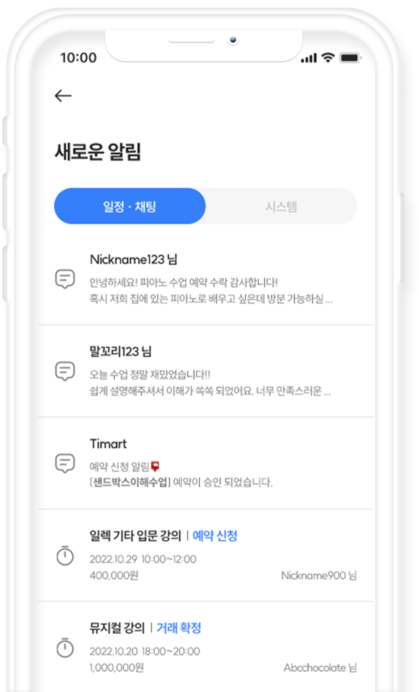 10:00
새로운 알림
일정 · 채팅
시스템
Nickname123 님
안녕하세요! 피아노 수업 예약 수락 감사합니다!
혹시 저희 집에 있는 피아노로 배우고 싶은데 방분 가능하실 ...
말꼬리123 님
오늘 수업 정말 재밌었습니다!!
쉽게 설명해주셔서 이해가 쏙쏙 되었어요. 너무 만족스러운 ...
Timart
예약 신청 알림📮
[샌드박스이해수업] 예약이 승인 되었습니다.
일렉 기타 입문 강의 | 예약 신청
2022.10.29 10:00~12:00
400,000원 Nickname900 님
뮤지컬 강의 | 거래 확정
2022.10.20 18:00~20:00
1,000,000원 Abcchocolate 님